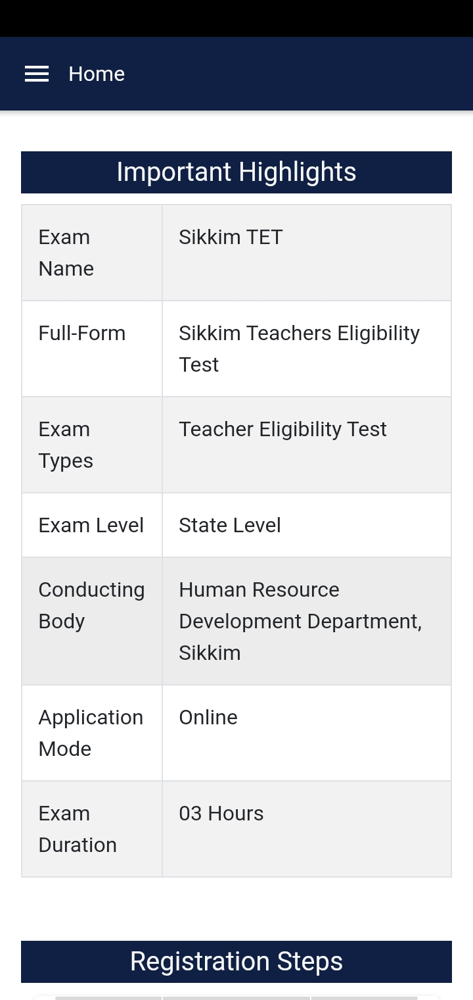 Home
Important Highlights
Exam
Name
Sikkim TET
Full-Form
Sikkim Teachers Eligibility
Test
Exam
Types
Teacher Eligibility Test
Exam Level
State Level
Conducting
Body
Human Resource
Development Department,
Sikkim
Application
Mode
Online
Exam
Duration
03 Hours
Registration Steps